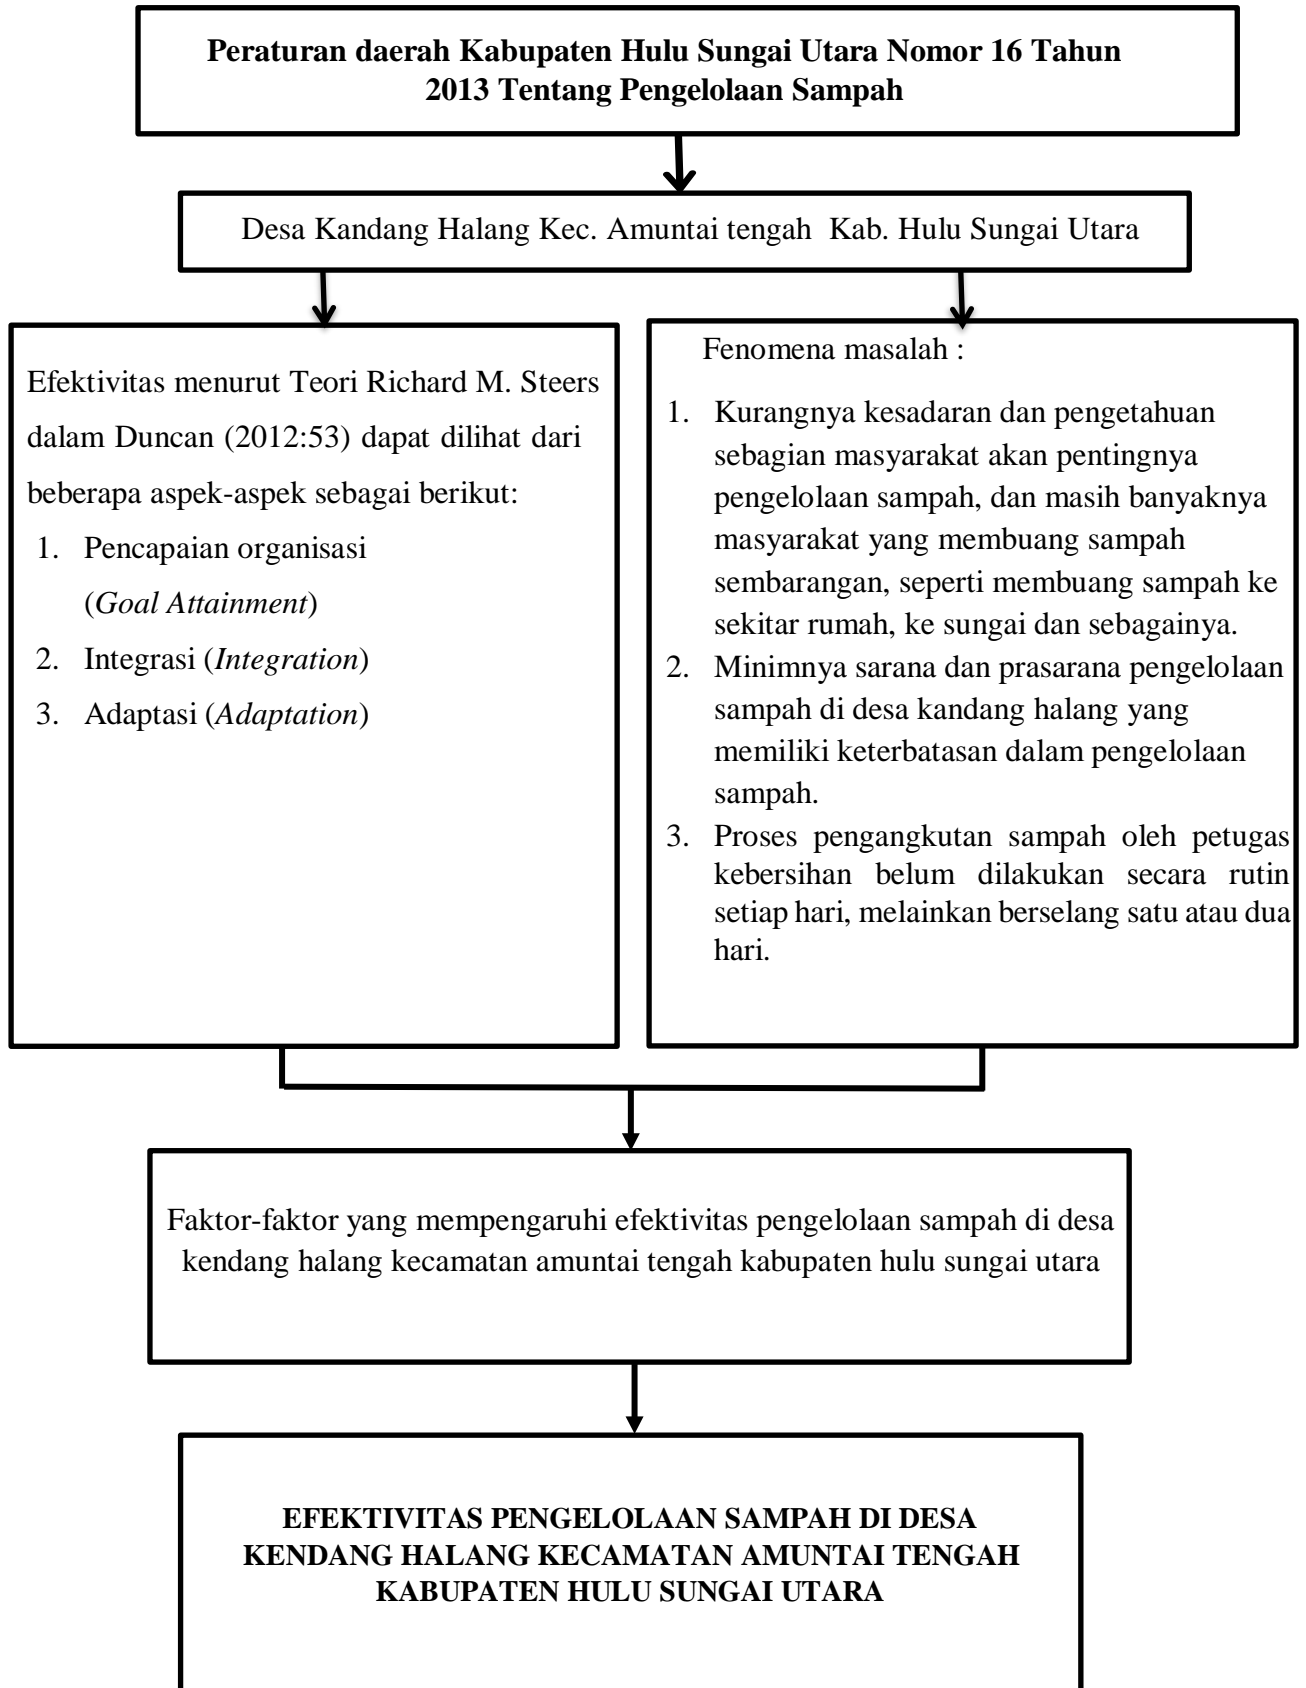 Peraturan daerah Kabupaten Hulu Sungai Utara Nomor 16 Tahun
2013 Tentang Pengelolaan Sampah
Desa Kandang Halang Kec. Amuntai tengah  Kab. Hulu Sungai Utara
Efektivitas menurut Teori Richard M. Steers
dalam Duncan (2012:53) dapat dilihat dari
beberapa aspek-aspek sebagai berikut:
1. Pencapaian organisasi
(Goal Attainment)
2. Integrasi (Integration)
3. Adaptasi (Adaptation)
Fenomena masalah :
1. Kurangnya kesadaran dan pengetahuan
sebagian masyarakat akan pentingnya
pengelolaan sampah, dan masih banyaknya
masyarakat yang membuang sampah
sembarangan, seperti membuang sampah ke
sekitar rumah, ke sungai dan sebagainya.
2. Minimnya sarana dan prasarana pengelolaan
sampah di desa kandang halang yang
memiliki keterbatasan dalam pengelolaan
sampah.
3. Proses pengangkutan sampah oleh petugas
kebersihan belum dilakukan secara rutin
setiap hari, melainkan berselang satu atau dua
hari.
Faktor-faktor yang mempengaruhi efektivitas pengelolaan sampah di desa
kendang halang kecamatan amuntai tengah kabupaten hulu sungai utara
EFEKTIVITAS PENGELOLAAN SAMPAH DI DESA
KENDANG HALANG KECAMATAN AMUNTAI TENGAH
KABUPATEN HULU SUNGAI UTARA